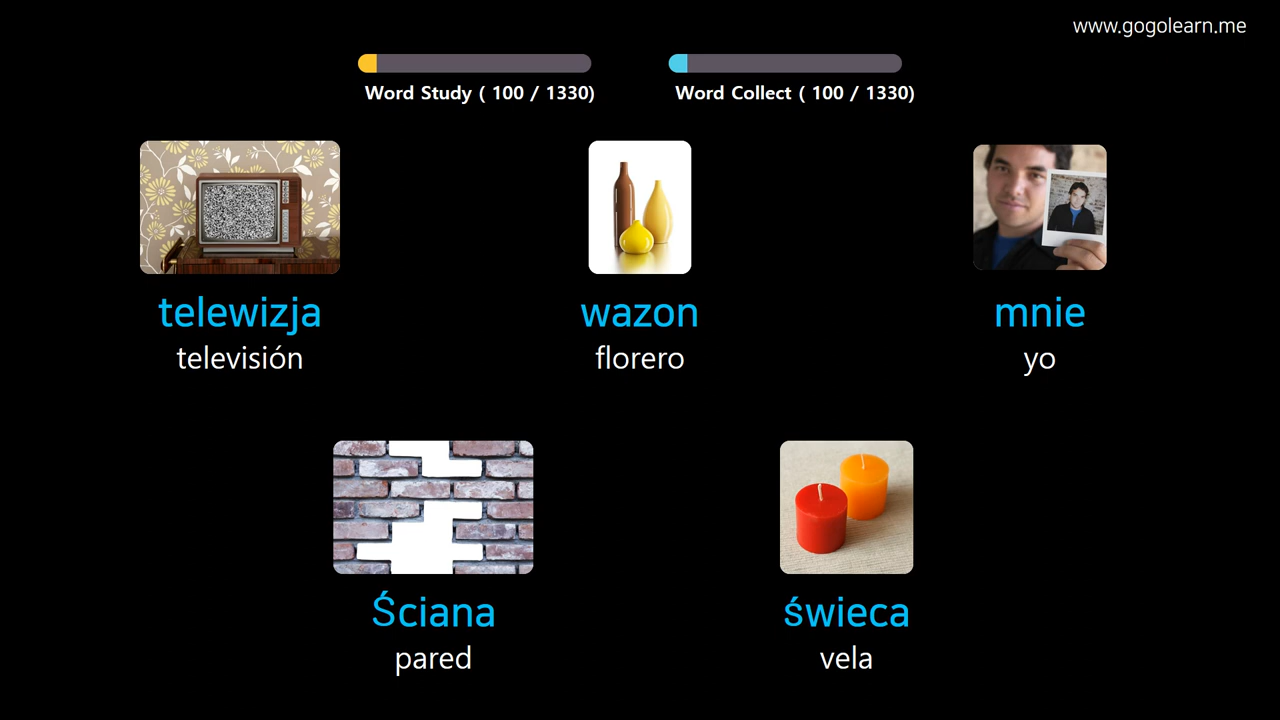 www.gogolearn.me
Word Study ( 100 / 1330)
Word Collect ( 100 / 1330)
telewizja
televisión
wazon
florero
mnie
yo
Ściana
pared
świeca
vela